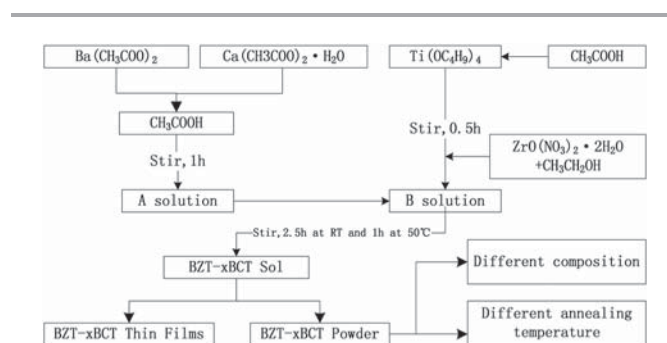 Ba(CH₃COO)₂
Ca(CH3COO)₂•H₂O
Ti(OC₄H₉)₄
CH₃COOH
CH₃COOH
Stir,0.5h
ZrO(NO₃)₂•2H₂O
+CH₃CH₂OH
Stir,1h
A solution
B solution
Stir,2.5h at RT and 1h at 50℃
BZT-xBCT Sol
Different composition
BZT-xBCT Thin Films
BZT-xBCT Powder
Different annealing
temperature